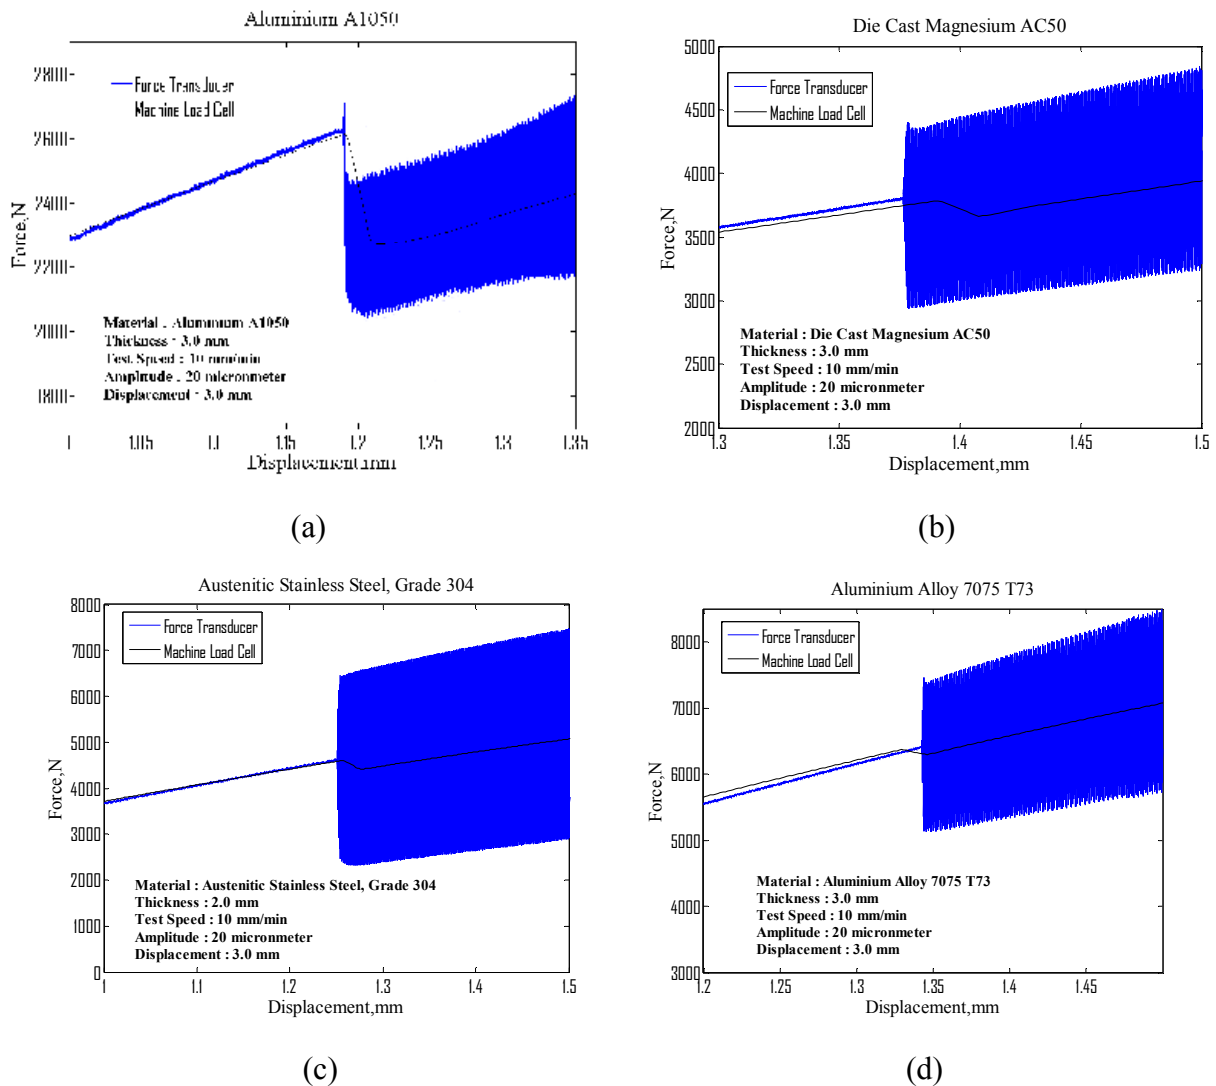 Aluminium A1050
Force Transducer
Machine Load Cell
Force,N
Material : Aluminium A1050
Thickness : 3.0 mm
Test Speed : 10 mm/min
Amplitude : 20 micronmeter
Displacement : 3.0 mm
1 1.05 1.1 1.15 1.2 1.25 1.3 1.35
Displacement,mm
(a)
Die Cast Magnesium AC50
5000
4500
4000
3500
3000
2500
2000
Force Transducer
Machine Load Cell
Force,N
Material : Die Cast Magnesium AC50
Thickness : 3.0 mm
Test Speed : 10 mm/min
Amplitude : 20 micronmeter
Displacement : 3.0 mm
1.3 1.35 1.4 1.45 1.5
Displacement,mm
(b)
Austenitic Stainless Steel, Grade 304
8000
7000
6000
5000
4000
3000
2000
1000
0
Force Transducer
Machine Load Cell
Force,N
Material : Austenitic Stainless Steel, Grade 304
Thickness : 2.0 mm
Test Speed : 10 mm/min
Amplitude : 20 micronmeter
Displacement : 3.0 mm
1 1.1 1.2 1.3 1.4 1.5
Displacement,mm
(c)
Aluminium Alloy 7075 T73
8000
7000
6000
5000
4000
3000
Force Transducer
Machine Load Cell
Force,N
Material : Aluminium Alloy 7075 T73
Thickness : 3.0 mm
Test Speed : 10 mm/min
Amplitude : 20 micronmeter
Displacement : 3.0 mm
1.2 1.25 1.3 1.35 1.4 1.45
Displacement,mm
(d)